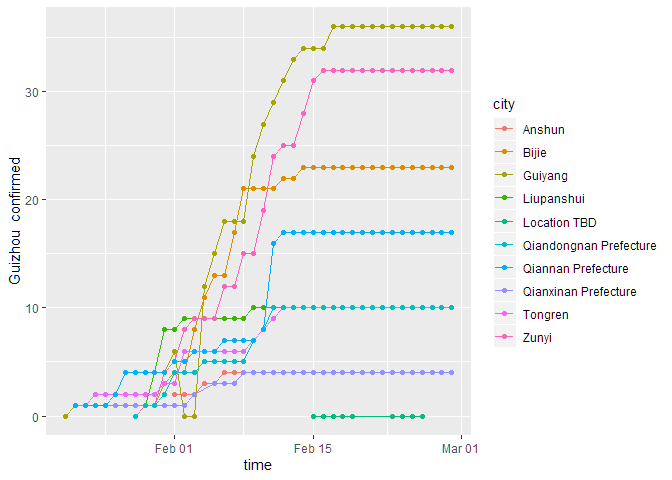 Guizhou confirmed
30
20
10
0
Feb 01
Feb 15
Mar 01
time
city
Anshun
Bijie
Guiyang
Liupanshui
Location TBD
Qiandongnan Prefecture
Qiannan Prefecture
Qianxinan Prefecture
Tongren
Zunyi